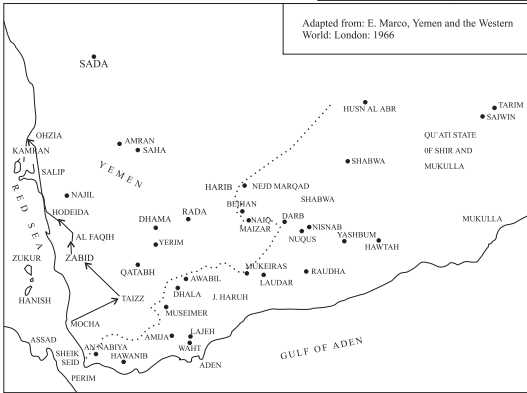 Adapted from: E. Marco, Yemen and the Western
World: London: 1966
SADA
HUSN AL ABR
TARIM
SAIWIN
OHZIA
AMRAN
SAHA
KAMRAN
QU`ATI STATE
0F SHIR AND
MUKULLA
SALIP
YEMEN
SHABWA
RED SEA
NAJIL
HARIB
NEJD MARQAD
SHABWA
HODEIDA
BEIHAN
RADA
NAIQ
DARB
MUKULLA
DHAMA
MAIZAR
NISNAB
AL FAQIH
NUQUS
YASHBUM
HAWTAH
YERIM
ZUKUR
ZABID
QATABH
MUKEIRAS
RAUDHA
AWABIL
LAUDAR
HANISH
TAIZZ
DHALA
J. HARUH
MUSEIMER
MOCHA
ASSAD
AMIJA
LAJEH
GULF OF ADEN
SHEIK
SEID
ANNABIYA
WAHT
HAWANIB
ADEN
PERIM